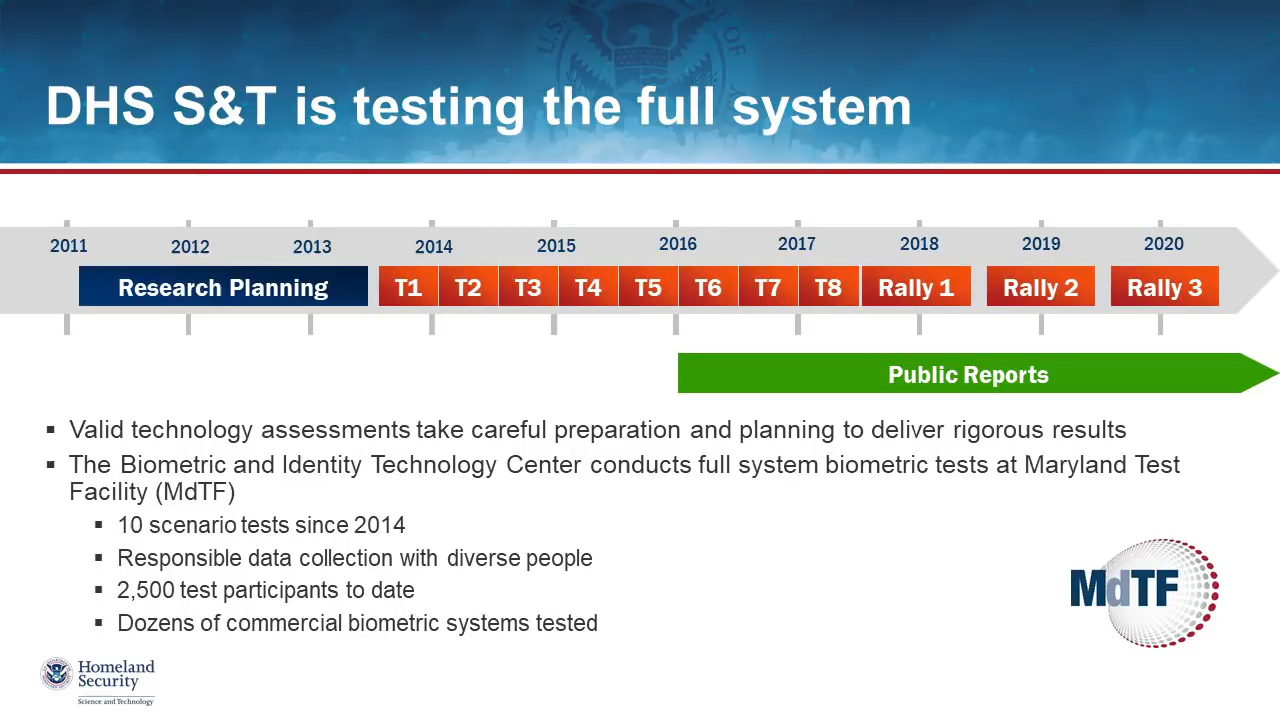 DHS S&T is testing the full system
2011 2012 2013 2014 2015 2016 2017 2018 2019 2020
Research Planning T1 T2 T3 T4 T5 T6 T7 T8 Rally 1 Rally 2 Rally 3
Public Reports
▪ Valid technology assessments take careful preparation and planning to deliver rigorous results
▪ The Biometric and Identity Technology Center conducts full system biometric tests at Maryland Test
Facility (MdTF)
▪ 10 scenario tests since 2014
▪ Responsible data collection with diverse people
▪ 2,500 test participants to date
▪ Dozens of commercial biometric systems tested
MdTF
Homeland
Security
Science and Technology